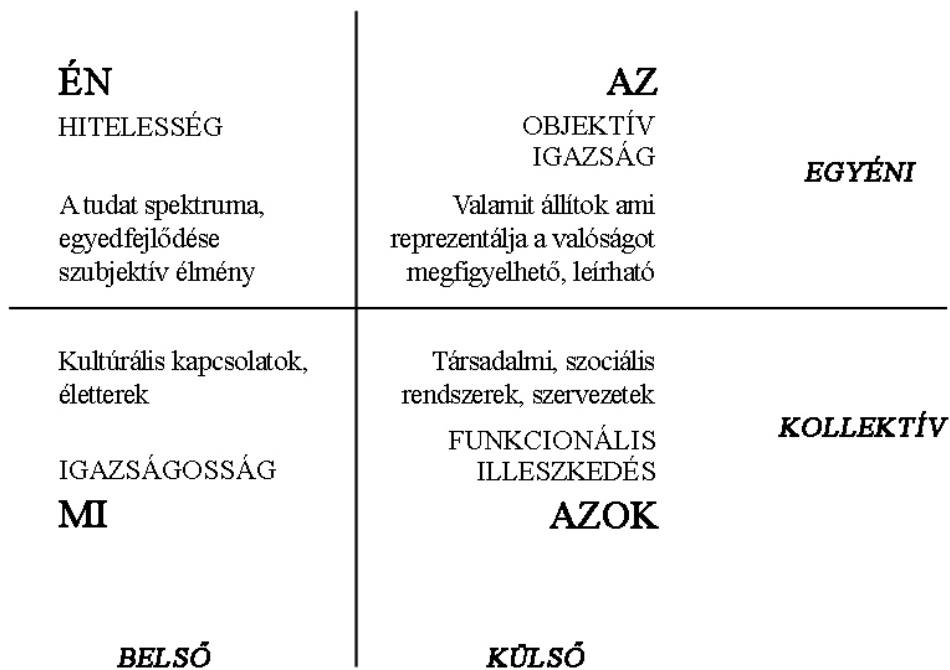 ÉN
HITELESSÉG
A tudat spektruma,
egyedfejlődése
szubjektív élmény
AZ
OBJEKTÍV
IGAZSÁG
Valamit állítok ami
reprezentálja a valóságot
megfigyelhető, leírható
EGYÉNI
Kultúrális kapcsolatok,
életterek
IGAZSÁGOSSÁG
MI
Társadalmi, szociális
rendszerek, szervezetek
FUNKCIONÁLIS
ILLESZKEDÉS
AZOK
KOLLEKTÍV
BELSŐ
KÜLSŐ